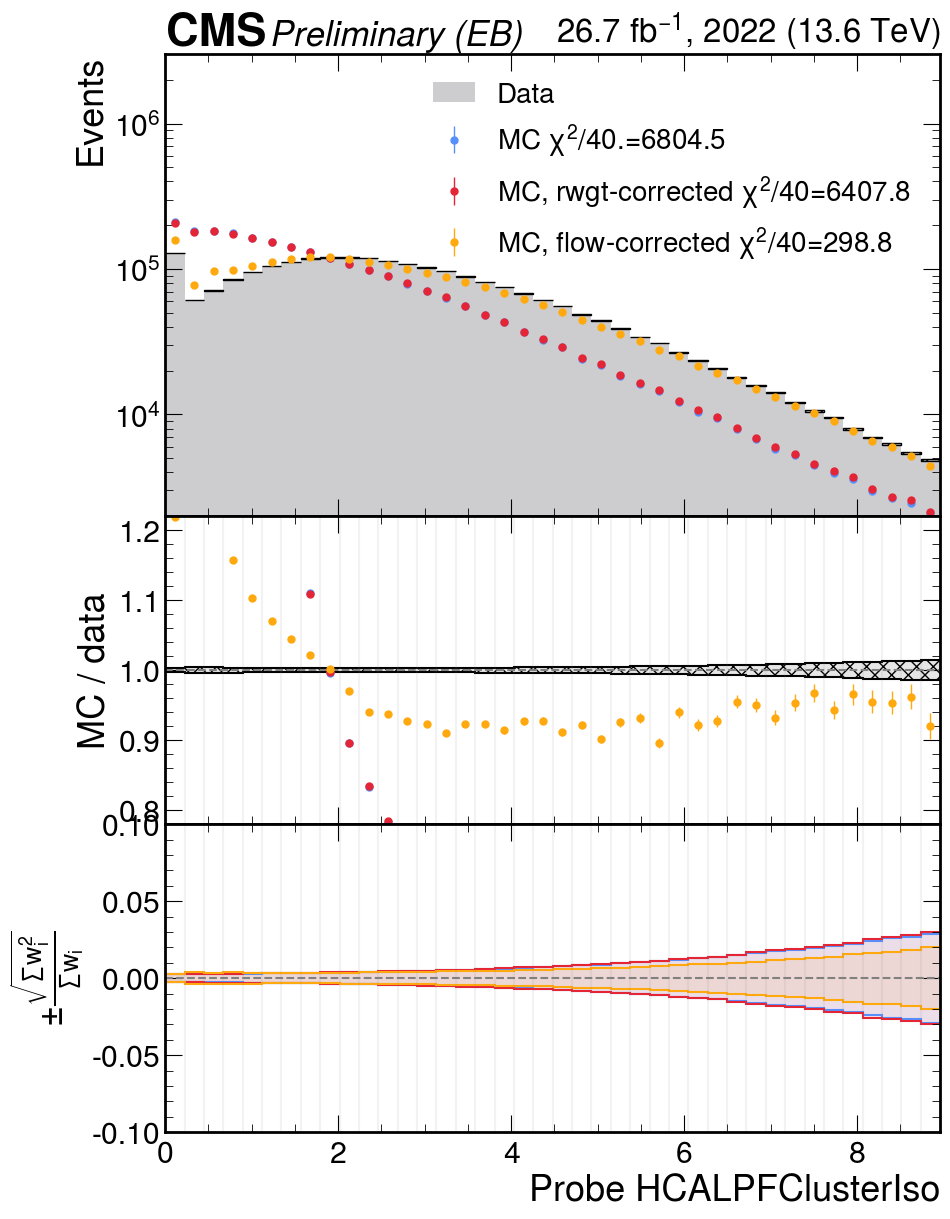 CMS Preliminary (EB) 26.7 fb⁻¹, 2022 (13.6 TeV)
Events
Data
MC χ²/40.=6804.5
MC, rwgt-corrected χ²/40=6407.8
MC, flow-corrected χ²/40=298.8
10⁶
10⁵
10⁴
MC / data
1.2
1.1
1.0
0.9
0.8
± √Σwᵢ² / Σwᵢ
0.10
0.05
0.00
-0.05
-0.10
0 2 4 6 8
Probe HCALPFClusterIso